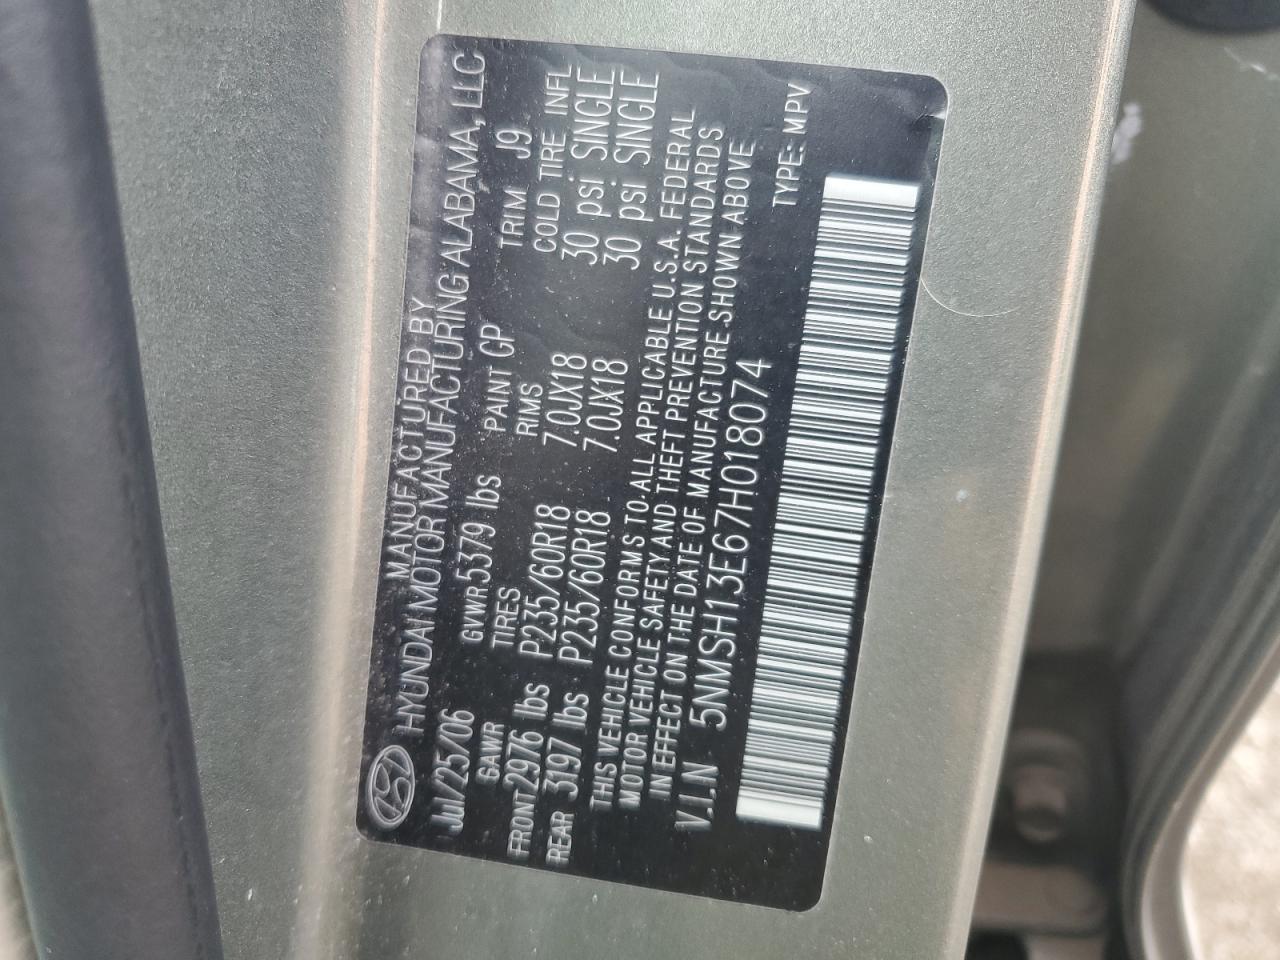 MANUFACTURED BY
HYUNDAI MOTOR MANUFACTURING ALABAMA, LLC
Jul/25/06 GVWR 5379 lbs PAINT GP TRIM J9
GAWR TIRES RIMS COLD TIRE INFL
FRONT 2976 lbs P235/60R18 7.0JX18 30 psi SINGLE
REAR 3197 lbs P235/60R18 7.0JX18 30 psi SINGLE
THIS VEHICLE CONFORMS TO ALL APPLICABLE U.S.A. FEDERAL
MOTOR VEHICLE SAFETY AND THEFT PREVENTION STANDARDS
IN EFFECT ON THE DATE OF MANUFACTURE SHOWN ABOVE
V.I.N 5NMSH13E67H018074
TYPE: MPV